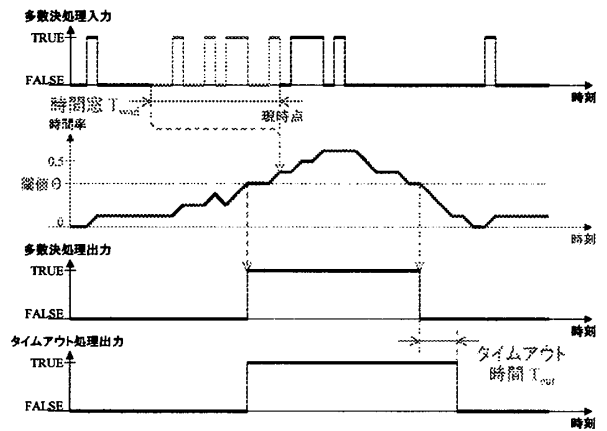 多数決処理入力
TRUE
FALSE
時刻
時間窓 T
現時点
時間率
0.5
閾値 θ
0
時刻
多数決処理出力
TRUE
FALSE
時刻
タイムアウト処理出力
TRUE
タイムアウト
時間 Tout
FALSE
時刻